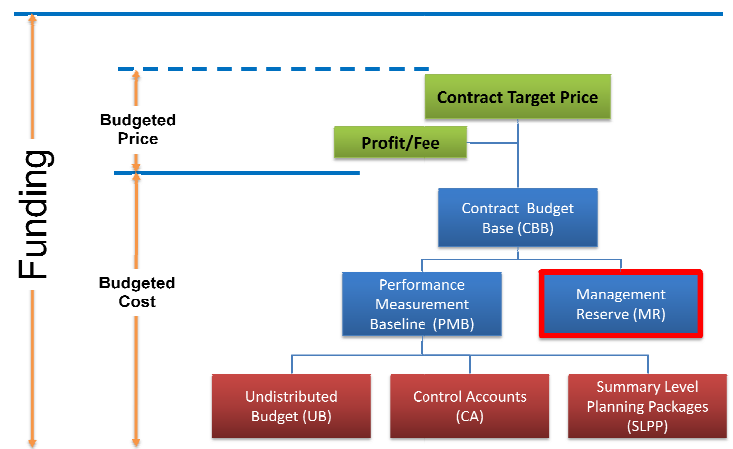 Funding
Budgeted
Price
Budgeted
Cost
Contract Target Price
Profit/Fee
Contract Budget
Base (CBB)
Performance
Measurement
Baseline (PMB)
Management
Reserve (MR)
Undistributed
Budget (UB)
Control Accounts
(CA)
Summary Level
Planning Packages
(SLPP)